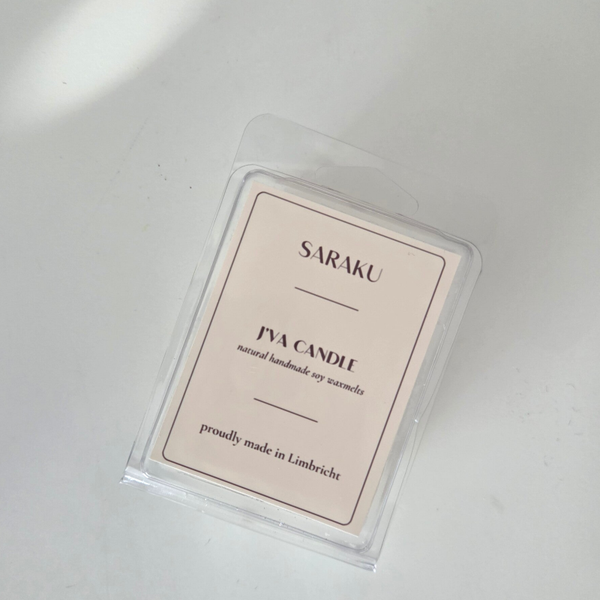 SARAKU
J'VA CANDLE
natural handmade soy waxmelts
proudly made in Limbricht